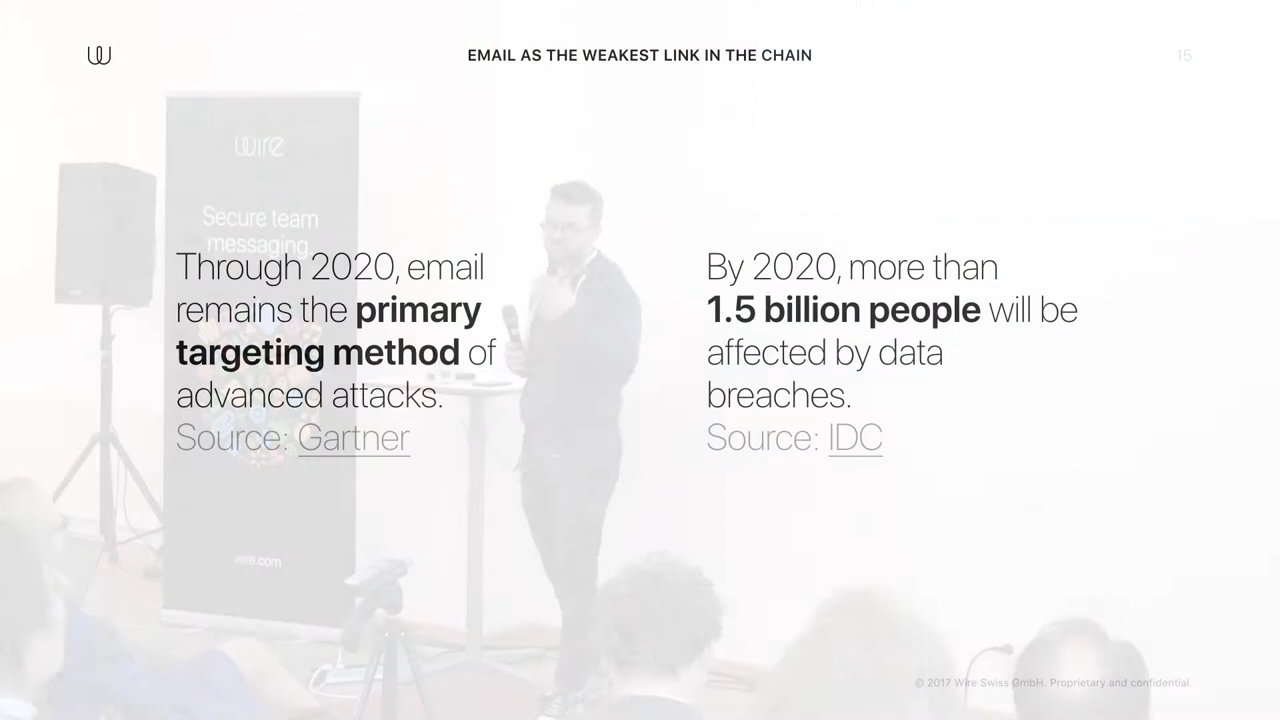 EMAIL AS THE WEAKEST LINK IN THE CHAIN
15
wire
Secure team
messaging
Through 2020, email
remains the primary
targeting method of
advanced attacks.
Source: Gartner
By 2020, more than
1.5 billion people will be
affected by data
breaches.
Source: IDC
wire.com
© 2017 Wire Swiss GmbH. Proprietary and confidential.